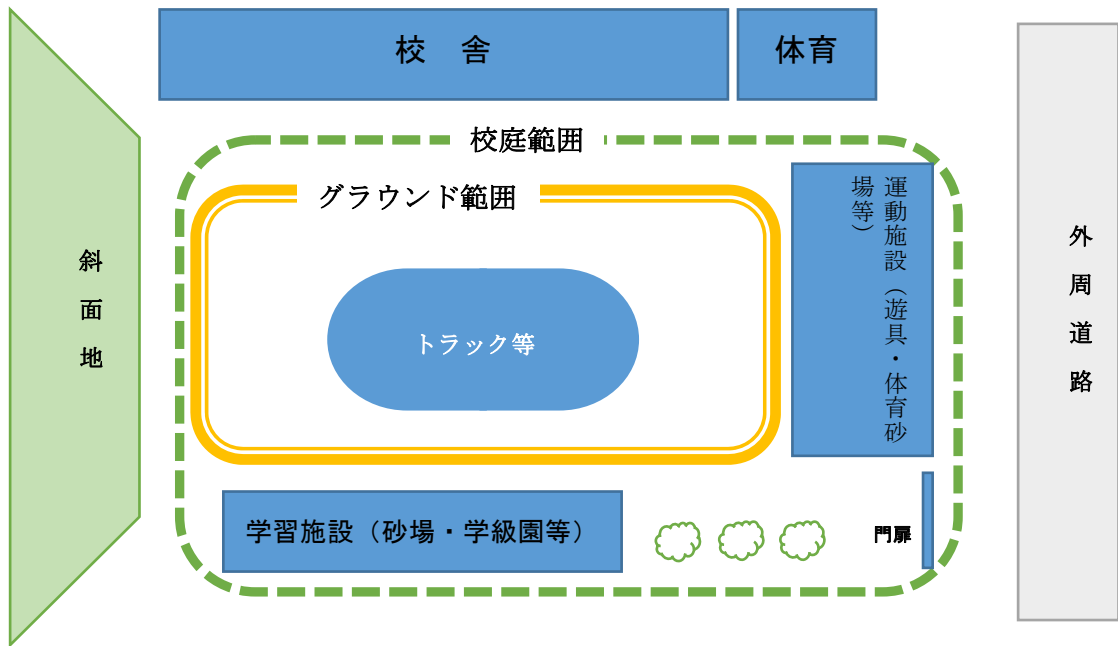 校　舎
体育
校庭範囲
グラウンド範囲
運動施設（遊具・体育砂
場等）
斜面地
外周道路
トラック等
学習施設（砂場・学級園等）
門扉